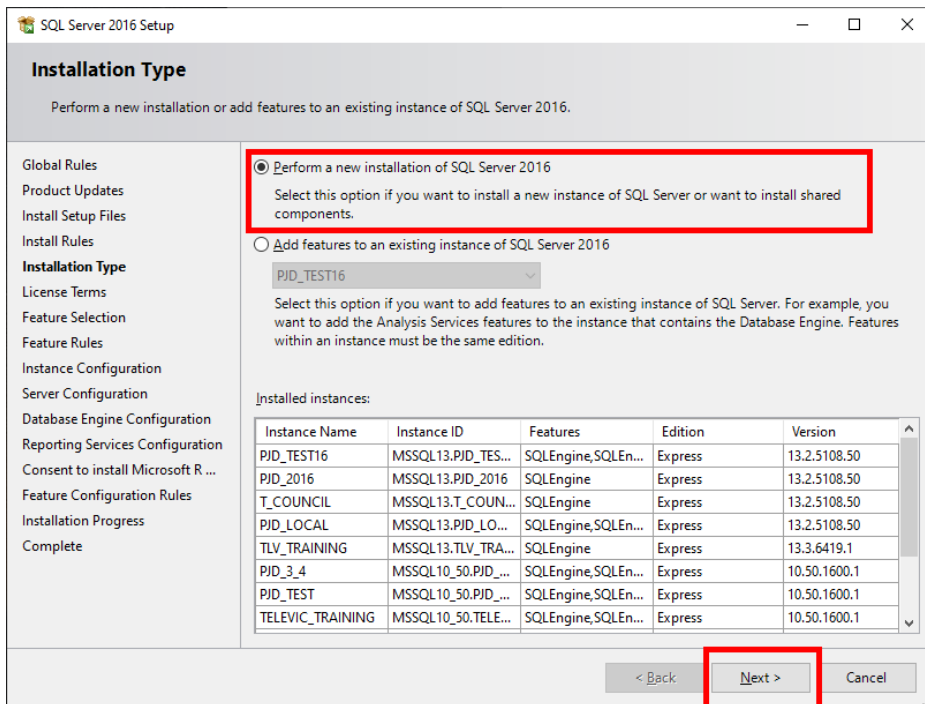 SQL Server 2016 Setup
Installation Type
Perform a new installation or add features to an existing instance of SQL Server 2016.
Global Rules
Product Updates
Install Setup Files
Install Rules
Installation Type
License Terms
Feature Selection
Feature Rules
Instance Configuration
Server Configuration
Database Engine Configuration
Reporting Services Configuration
Consent to install Microsoft R ...
Feature Configuration Rules
Installation Progress
Complete
Perform a new installation of SQL Server 2016
Select this option if you want to install a new instance of SQL Server or want to install shared
components.
Add features to an existing instance of SQL Server 2016
PJD_TEST16
Select this option if you want to add features to an existing instance of SQL Server. For example, you
want to add the Analysis Services features to the instance that contains the Database Engine. Features
within an instance must be the same edition.
Installed instances:
Instance Name Instance ID Features Edition Version
PJD_TEST16 MSSQL13.PJD_TES... SQLEngine,SQLEn... Express 13.2.5108.50
PJD_2016 MSSQL13.PJD_2016 SQLEngine Express 13.2.5108.50
T_COUNCIL MSSQL13.T_COUN... SQLEngine Express 13.2.5108.50
PJD_LOCAL MSSQL13.PJD_LO... SQLEngine,SQLEn... Express 13.2.5108.50
TLV_TRAINING MSSQL13.TLV_TRA... SQLEngine Express 13.3.6419.1
PJD_3_4 MSSQL10_50.PJD_... SQLEngine,SQLEn... Express 10.50.1600.1
PJD_TEST MSSQL10_50.PJD_... SQLEngine,SQLEn... Express 10.50.1600.1
TELEVIC_TRAINING MSSQL10_50.TELE... SQLEngine,SQLEn... Express 10.50.1600.1
< Back Next > Cancel